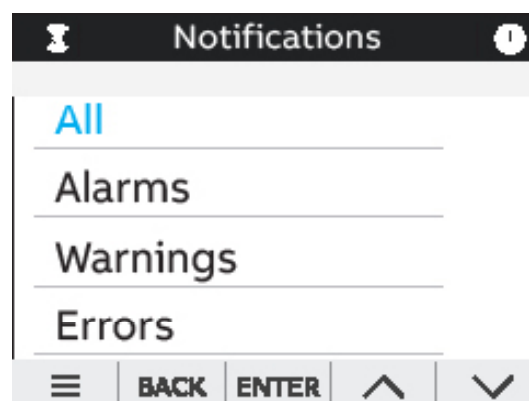 Notifications
All
Alarms
Warnings
Errors
BACK ENTER